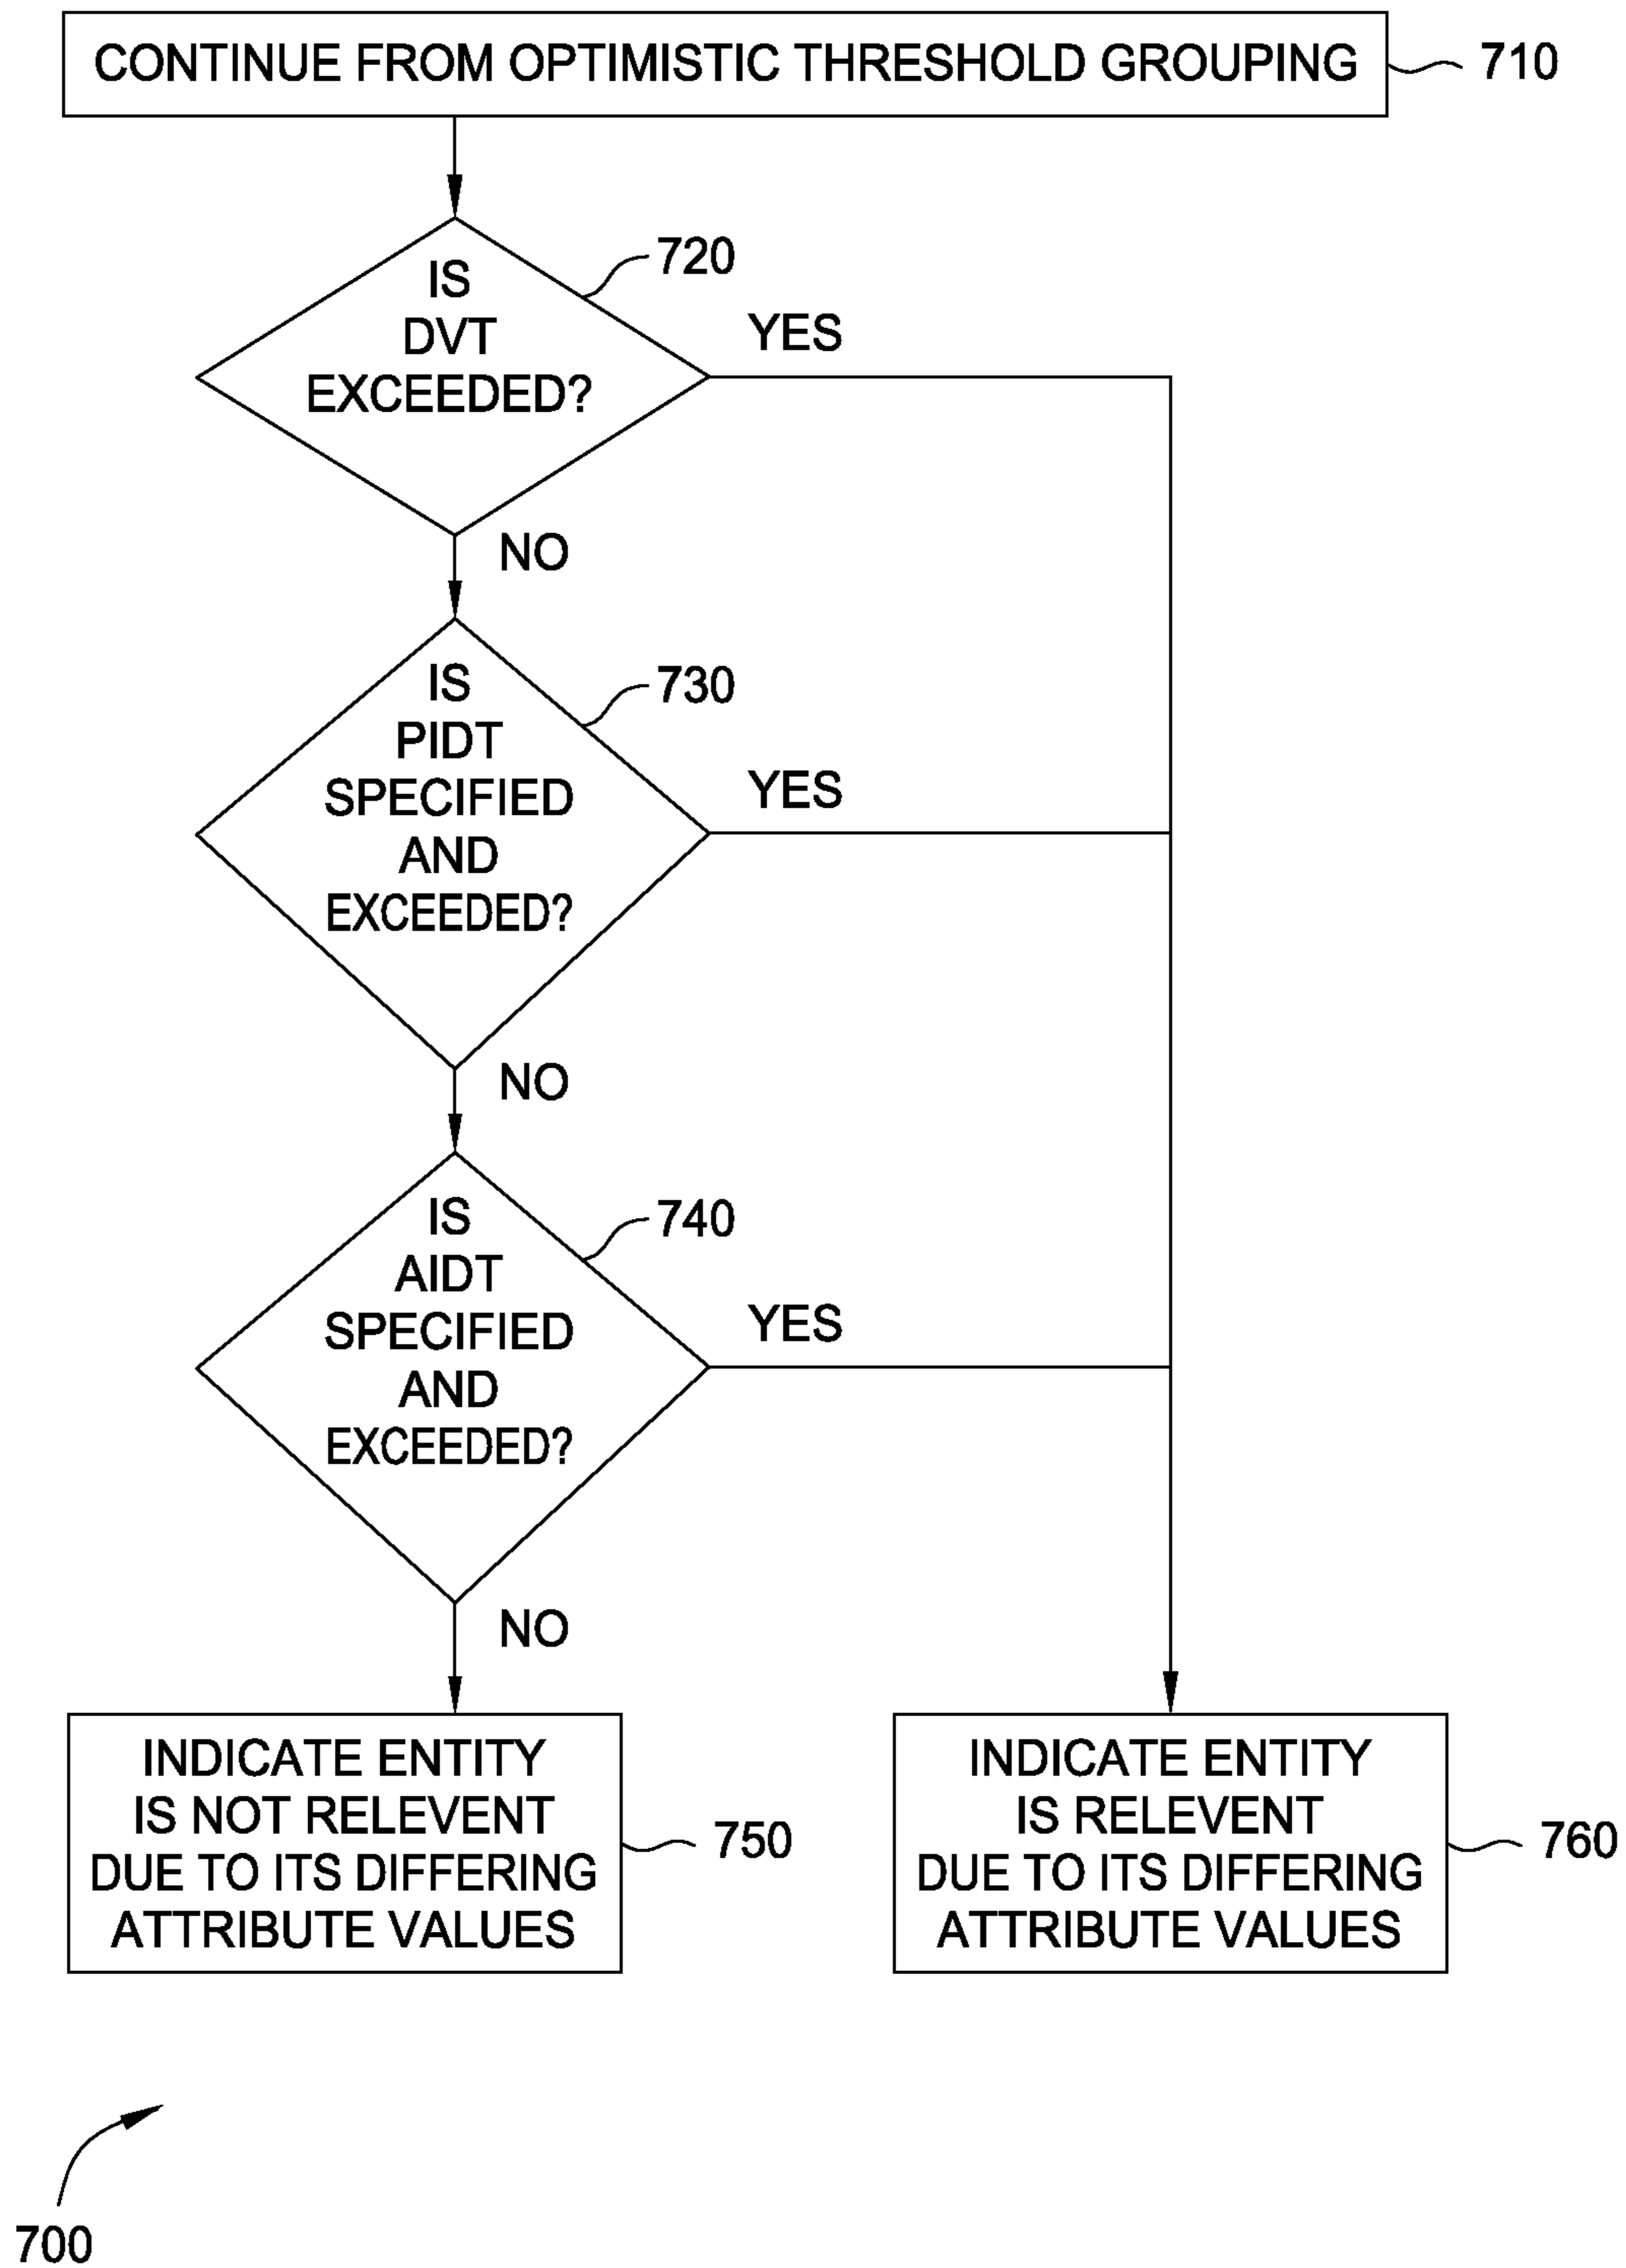 CONTINUE FROM OPTIMISTIC THRESHOLD GROUPING
710
IS
DVT
EXCEEDED?
720
YES
NO
IS
PIDT
SPECIFIED
AND
EXCEEDED?
730
YES
NO
IS
AIDT
SPECIFIED
AND
EXCEEDED?
740
YES
NO
INDICATE ENTITY
IS NOT RELEVENT
DUE TO ITS DIFFERING
ATTRIBUTE VALUES
750
INDICATE ENTITY
IS RELEVENT
DUE TO ITS DIFFERING
ATTRIBUTE VALUES
760
700